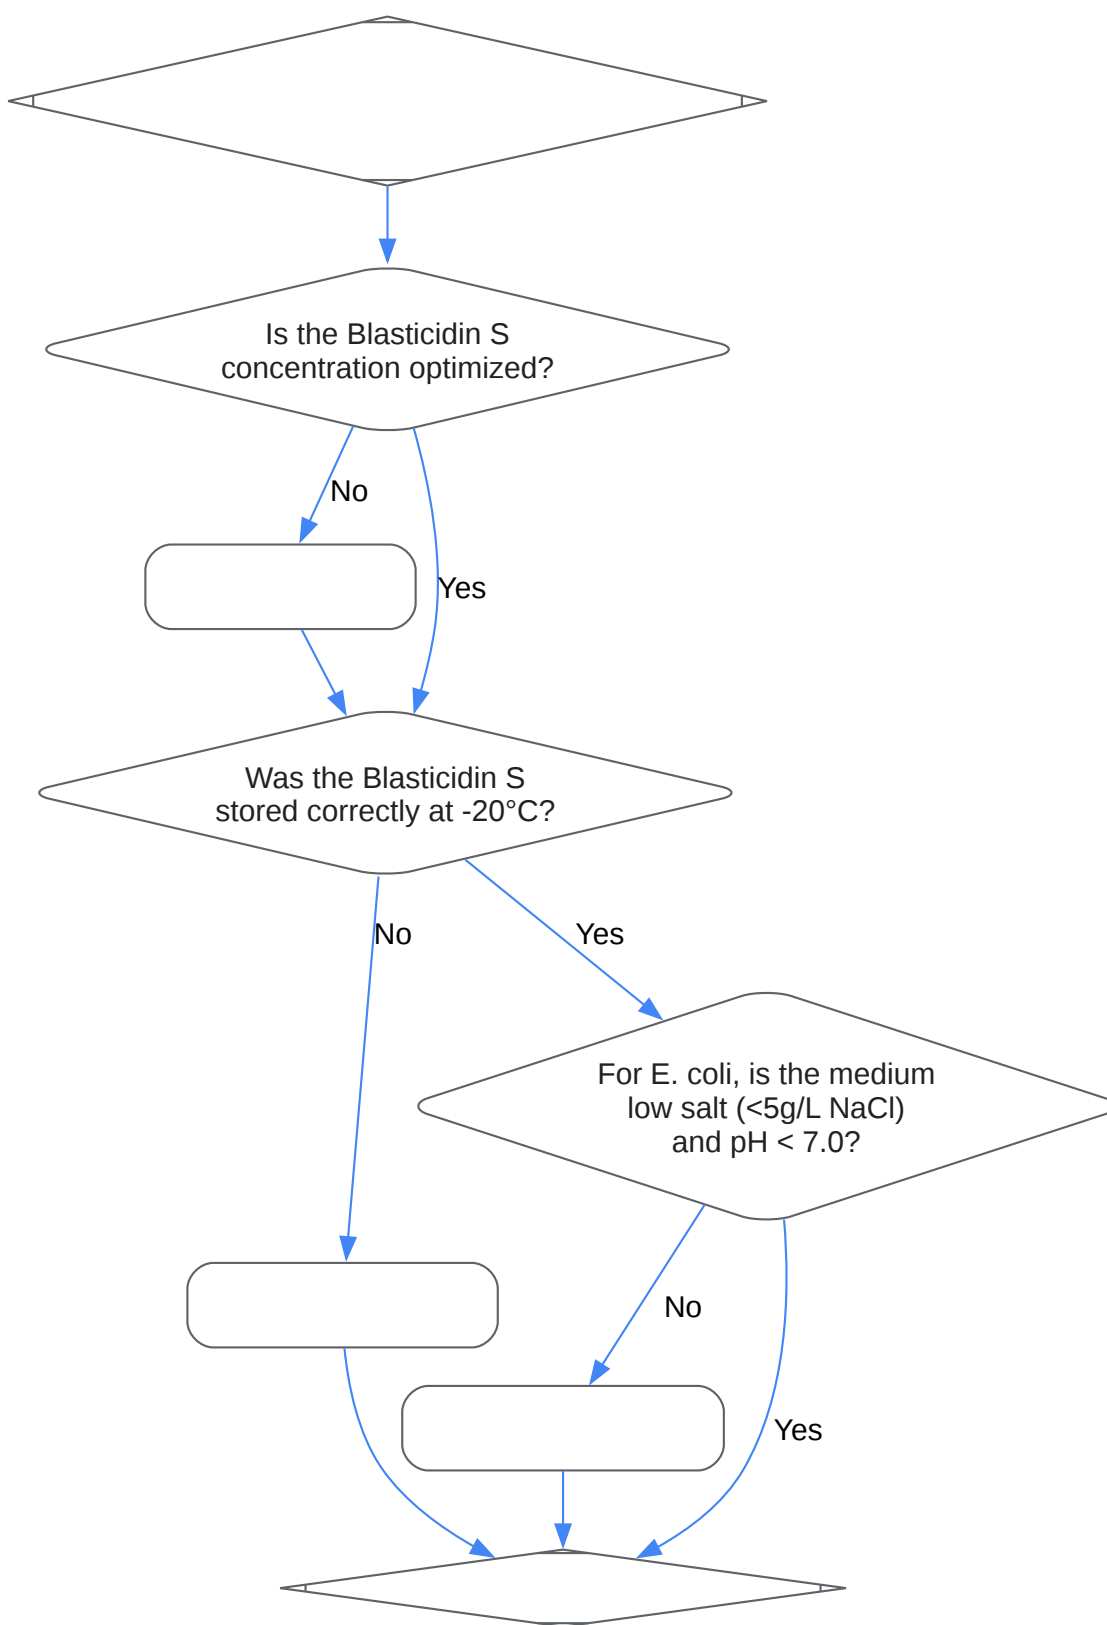 Is the Blasticidin S
concentration optimized?
No
Yes
Was the Blasticidin S
stored correctly at -20°C?
No
Yes
For E. coli, is the medium
low salt (<5g/L NaCl)
and pH < 7.0?
No
Yes